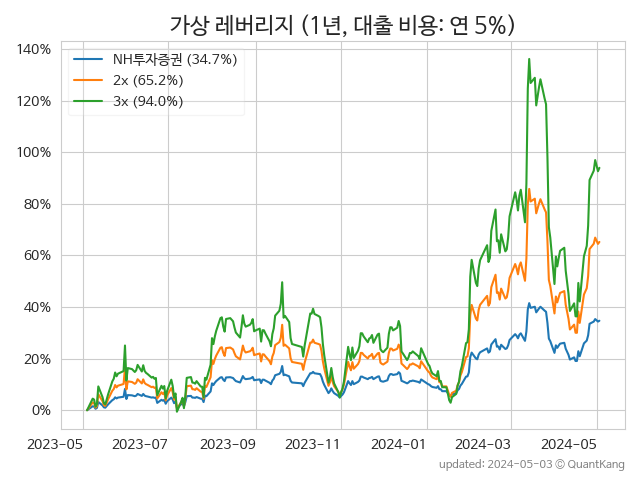 가상 레버리지 (1년, 대출 비용: 연 5%)
140%
120%
100%
80%
60%
40%
20%
0%
NH투자증권 (34.7%)
2x (65.2%)
3x (94.0%)
2023-05 2023-07 2023-09 2023-11 2024-01 2024-03 2024-05
updated: 2024-05-03 ⓒ QuantKang